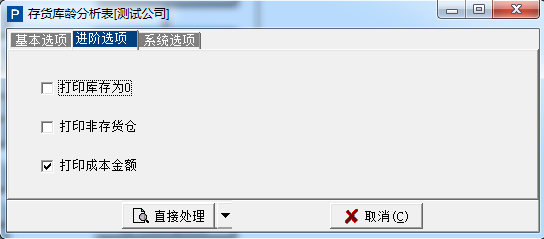 P 存货库龄分析表[测试公司]
基本选项 进阶选项 系统选项
打印库存为0
打印非存货仓
打印成本金额
直接处理 取消(C)